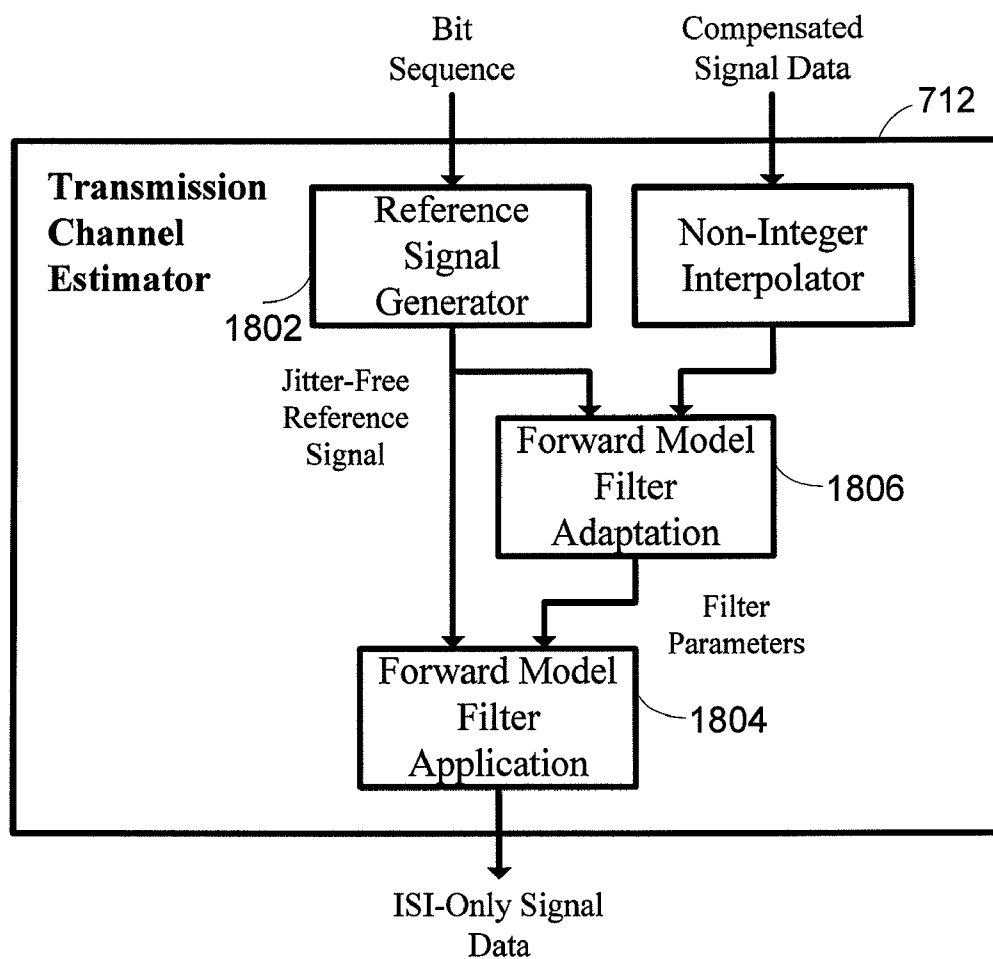 Bit
Sequence
Compensated
Signal Data
712
Transmission
Channel
Estimator
Reference
Signal
Generator
1802
Non-Integer
Interpolator
Jitter-Free
Reference
Signal
Forward Model
Filter
Adaptation
1806
Filter
Parameters
Forward Model
Filter
Application
1804
ISI-Only Signal
Data